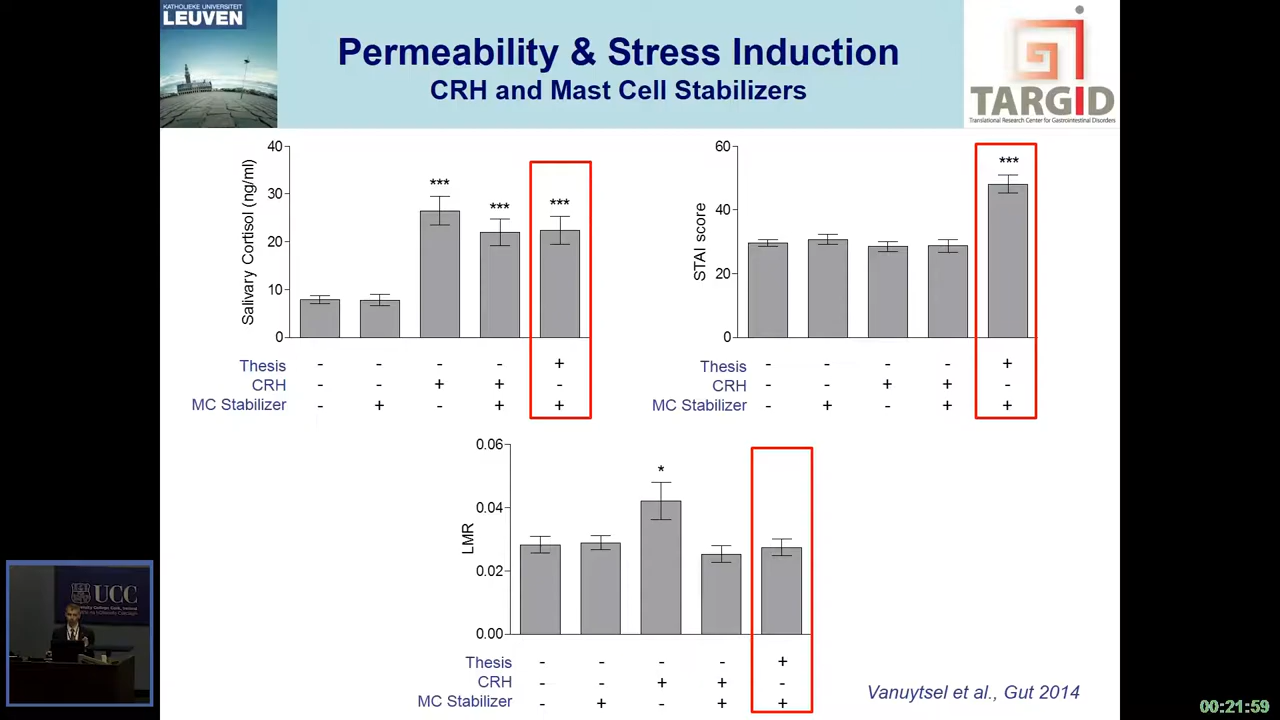 KATHOLIEKE UNIVERSITEIT
LEUVEN
Permeability & Stress Induction
CRH and Mast Cell Stabilizers
TARGID
Translational Research Center for Gastrointestinal Disorders
Salivary Cortisol (ng/ml)
40
30
20
10
0
***
***
***
Thesis - - - - +
CRH - - + + -
MC Stabilizer - + - + +
STAI score
60
40
20
0
***
Thesis - - - - +
CRH - - + + -
MC Stabilizer - + - + +
LMR
0.06
0.04
0.02
0.00
*
Thesis - - - - +
CRH - - + + -
MC Stabilizer - + - + +
Vanuytsel et al., Gut 2014
UCC
00:21:59